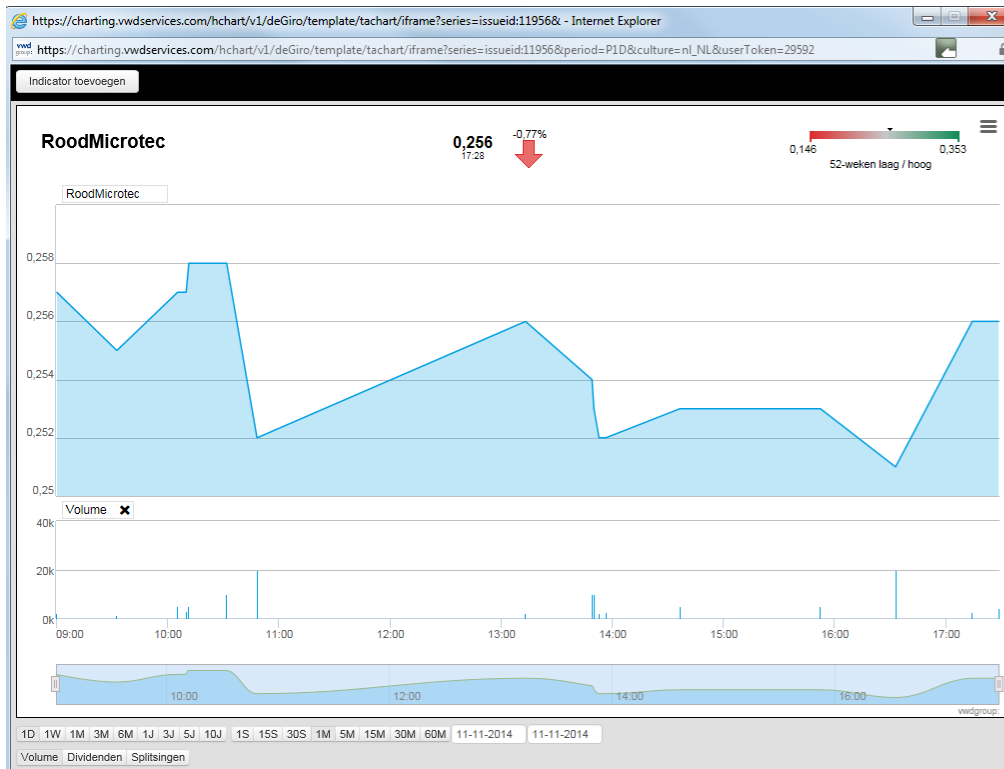 https://charting.vwdservices.com/hchart/v1/deGiro/template/tachart/iframe?series=issueid:11956& - Internet Explorer
vwd group: https://charting.vwdservices.com/hchart/v1/deGiro/template/tachart/iframe?series=issueid:11956&period=P1D&culture=nl_NL&userToken=29592
Indicator toevoegen
RoodMicrotec
0,256
17:28
-0,77%
0,146
0,353
52-weken laag / hoog
RoodMicrotec
0,258
0,256
0,254
0,252
0,25
Volume
40k
20k
0k
09:00 10:00 11:00 12:00 13:00 14:00 15:00 16:00 17:00
10:00 12:00 14:00 16:00
vwdgroup:
1D 1W 1M 3M 6M 1J 3J 5J 10J 1S 15S 30S 1M 5M 15M 30M 60M 11-11-2014 11-11-2014
Volume Dividenden Splitsingen